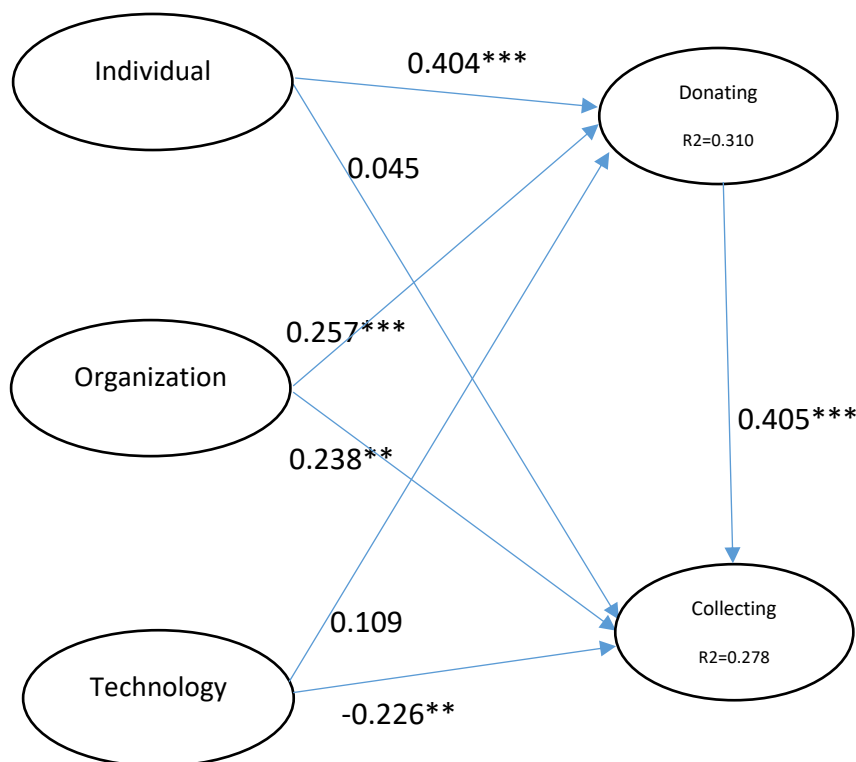 Individual
0.404***
Donating
R2=0.310
0.045
0.257***
Organization
0.238**
0.405***
0.109
Collecting
R2=0.278
Technology
-0.226**